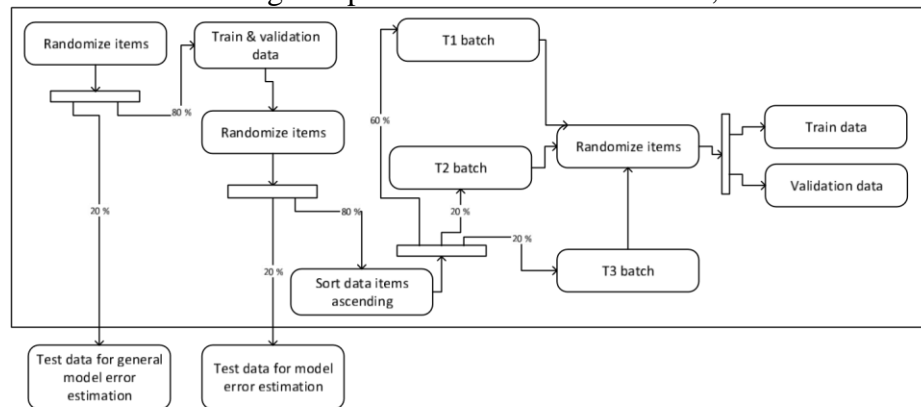 Randomize items
Train & validation
data
80 %
Randomize items
20 %
80 %
20 %
Sort data items
ascending
T1 batch
60 %
T2 batch
20 %
20 %
T3 batch
Randomize items
Train data
Validation data
Test data for general
model error
estimation
Test data for model
error estimation